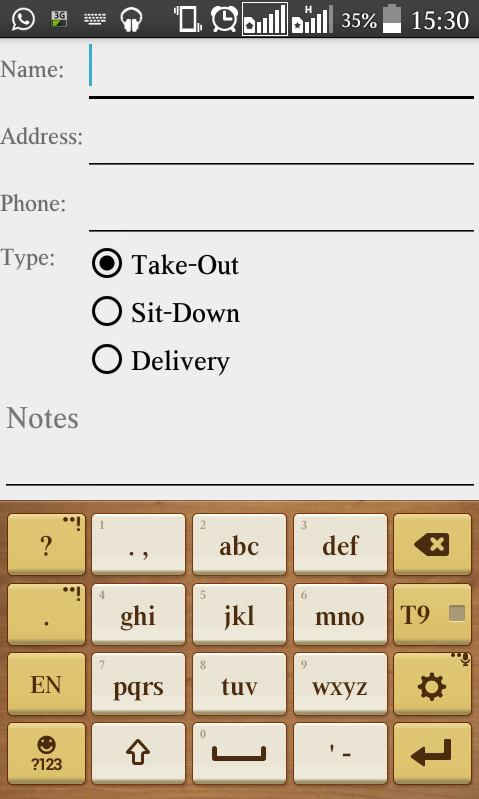 3G H 35% 15:30
Name:
Address:
Phone:
Type: Take-Out
Sit-Down
Delivery
Notes
? 1 . , 2 abc 3 def
. 4 ghi 5 jkl 6 mno T9
EN 7 pqrs 8 tuv 9 wxyz
?123 0 ' -